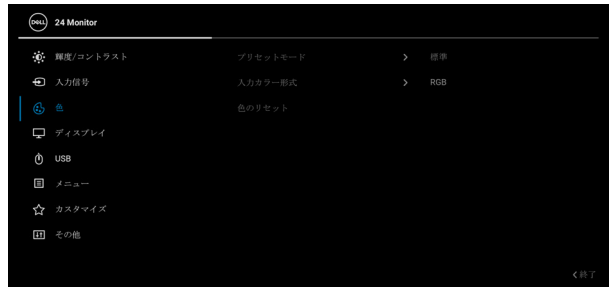 DELL 24 Monitor
輝度/コントラスト プリセットモード > 標準
入力信号 入力カラー形式 > RGB
色 色のリセット
ディスプレイ
USB
メニュー
カスタマイズ
その他
<終了